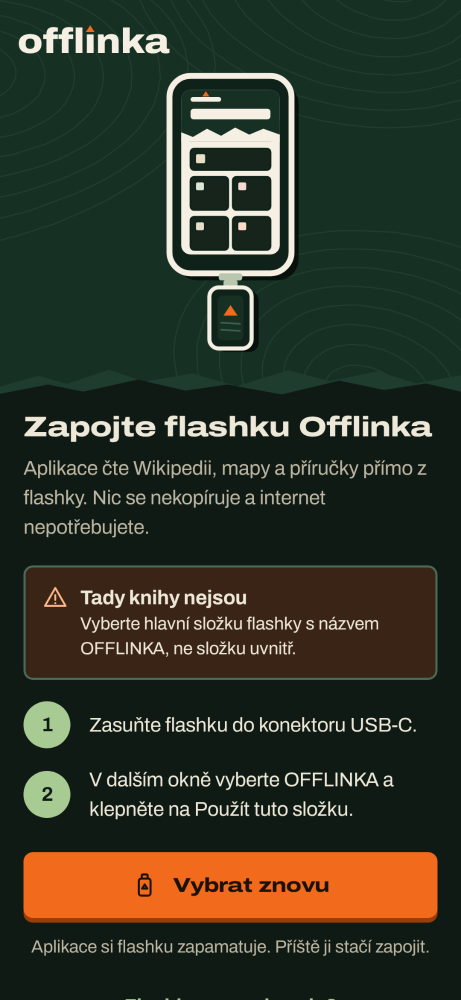 offlinka
Zapojte flashku Offlinka
Aplikace čte Wikipedii, mapy a příručky přímo z
flashky. Nic se nekopíruje a internet
nepotřebujete.
Tady knihy nejsou
Vyberte hlavní složku flashky s názvem
OFFLINKA, ne složku uvnitř.
1
Zasuňte flashku do konektoru USB-C.
2
V dalším okně vyberte OFFLINKA a
klepněte na Použít tuto složku.
Vybrat znovu
Aplikace si flashku zapamatuje. Příště ji stačí zapojit.